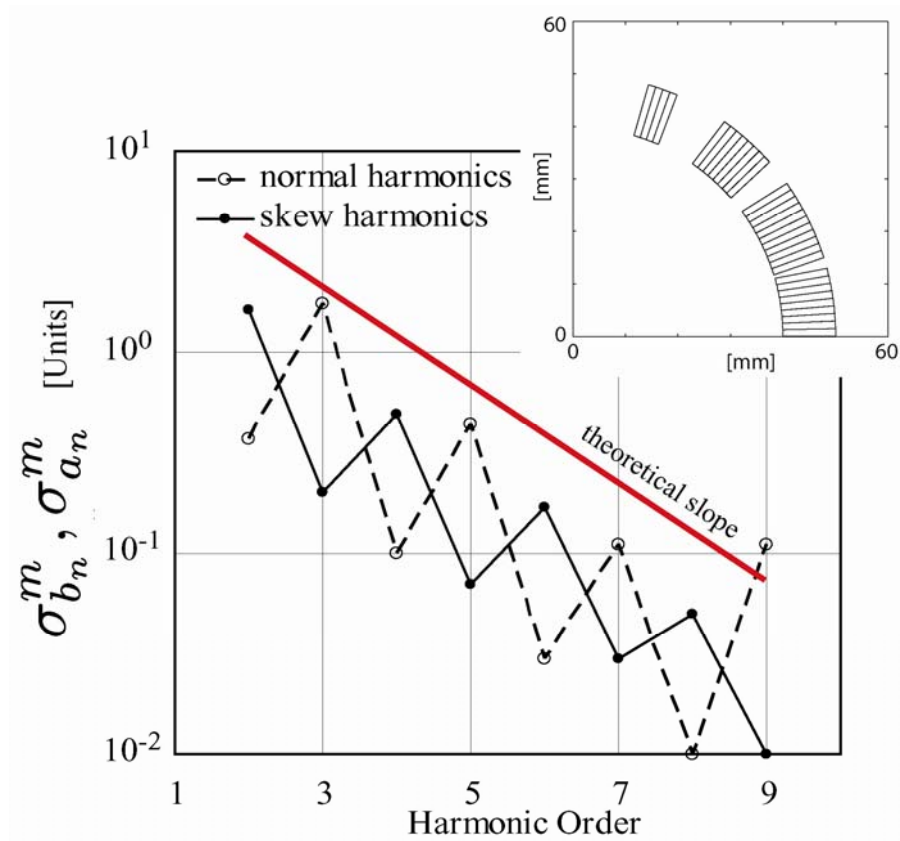 60
[mm]
0
0
[mm]
60
normal harmonics
skew harmonics
theoretical slope
10^1
10^0
10^-1
10^-2
σ^m_{b_n}, σ^m_{a_n} [Units]
1 3 5 7 9
Harmonic Order